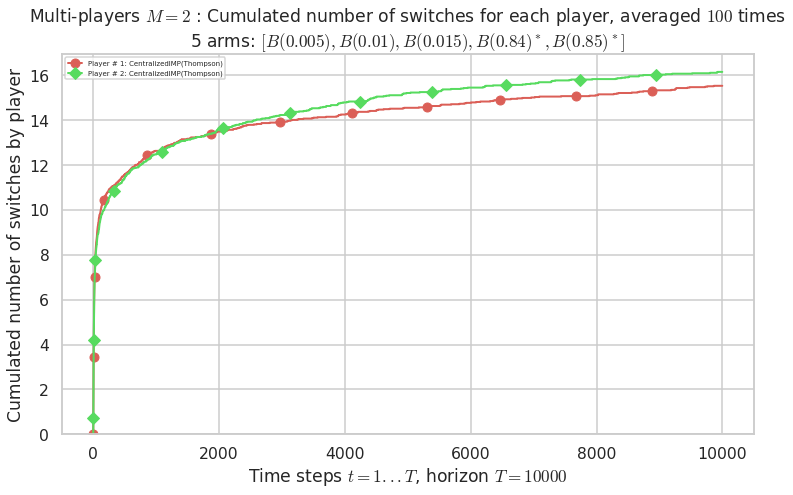 Multi-players M = 2 : Cumulated number of switches for each player, averaged 100 times
5 arms: [B(0.005), B(0.01), B(0.015), B(0.84)*, B(0.85)*]
Player # 1: CentralizedIMP(Thompson)
Player # 2: CentralizedIMP(Thompson)
Cumulated number of switches by player
16
14
12
10
8
6
4
2
0
0 2000 4000 6000 8000 10000
Time steps t = 1...T, horizon T = 10000